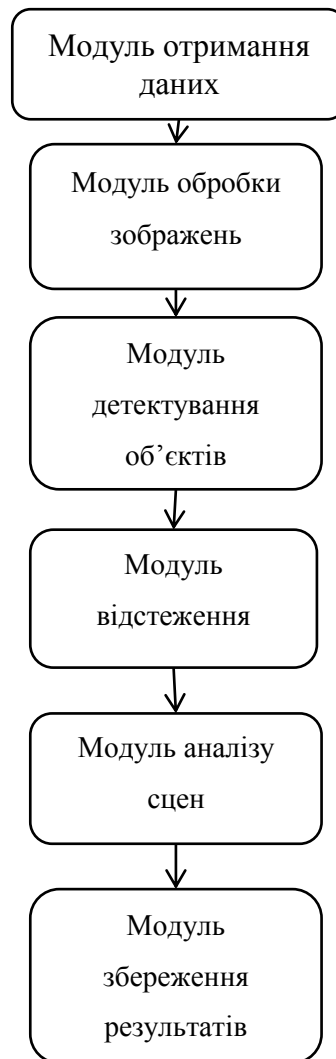 Модуль отримання
даних
Модуль обробки
зображень
Модуль
детектування
об’єктів
Модуль
відстеження
Модуль аналізу
сцен
Модуль
збереження
результатів